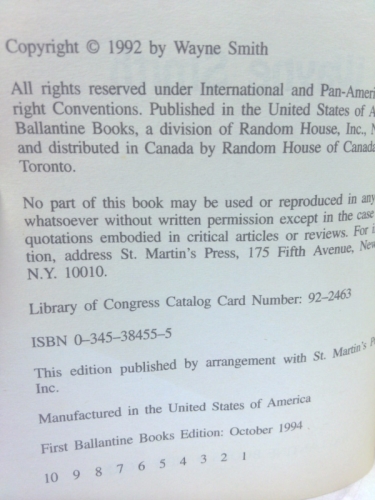 Copyright © 1992 by Wayne Smith
All rights reserved under International and Pan-Ameri
right Conventions. Published in the United States of A
Ballantine Books, a division of Random House, Inc., N
and distributed in Canada by Random House of Canada
Toronto.
No part of this book may be used or reproduced in any
whatsoever without written permission except in the case
quotations embodied in critical articles or reviews. For i
tion, address St. Martin's Press, 175 Fifth Avenue, New
N.Y. 10010.
Library of Congress Catalog Card Number: 92-2463
ISBN 0-345-38455-5
This edition published by arrangement with St. Martin's P
Inc.
Manufactured in the United States of America
First Ballantine Books Edition: October 1994
10 9 8 7 6 5 4 3 2 1